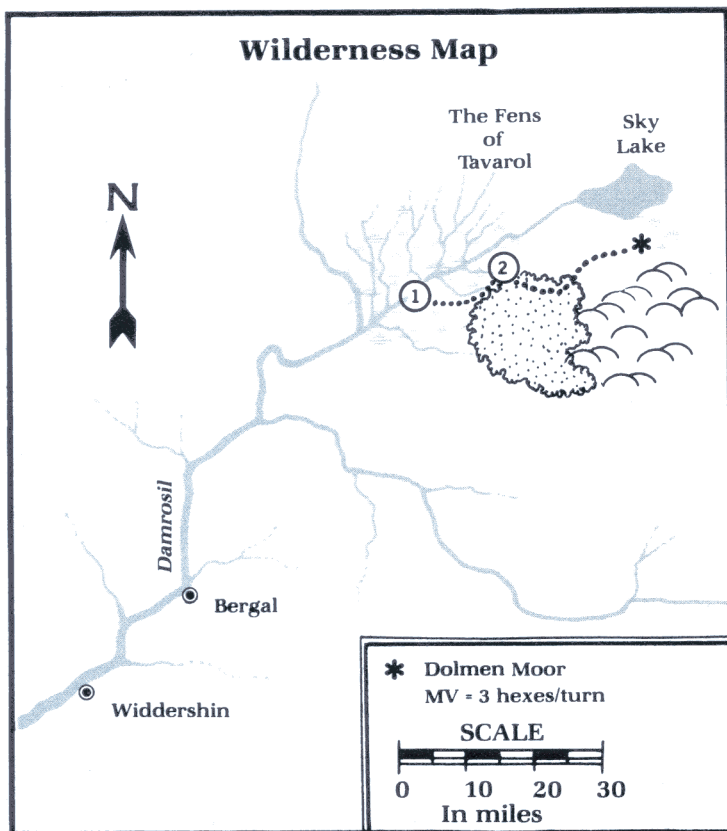 Wilderness Map
The Fens
of
Tavarol
Sky
Lake
N
1
2
Damrosil
Bergal
Widdershin
Dolmen Moor
MV = 3 hexes/turn
SCALE
0 10 20 30
In miles